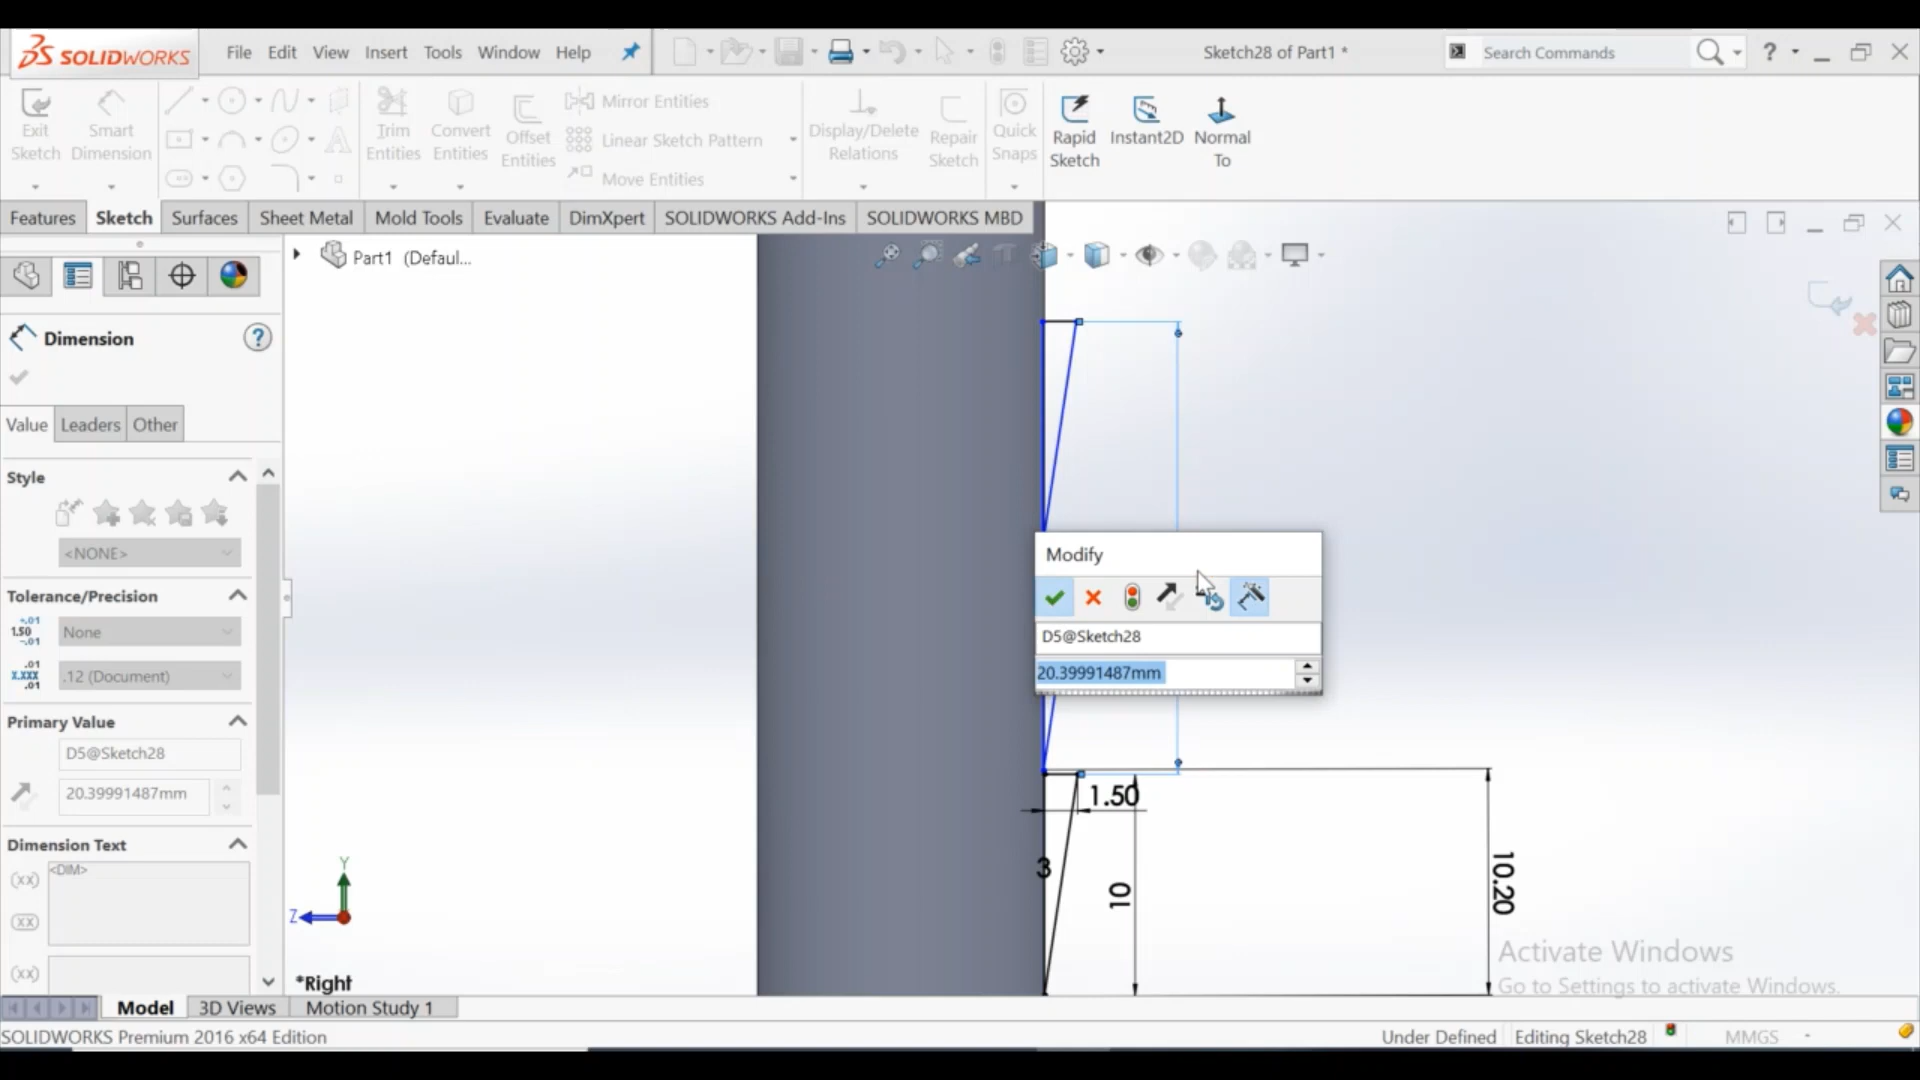 SOLIDWORKS File Edit View Insert Tools Window Help Sketch28 of Part1 * Search Commands ?
Exit Sketch
Smart Dimension
Trim Entities
Convert Entities
Offset Entities
Mirror Entities
Linear Sketch Pattern
Move Entities
Display/Delete Relations
Repair Sketch
Quick Snaps
Rapid Sketch
Instant2D
Normal To
Features Sketch Surfaces Sheet Metal Mold Tools Evaluate DimXpert SOLIDWORKS Add-Ins SOLIDWORKS MBD
Part1 (Defaul...
Dimension ?
Value Leaders Other
Style
<NONE>
Tolerance/Precision
None
.12 (Document)
Primary Value
D5@Sketch28
20.39991487mm
Dimension Text
(xx) <DIM>
(xx)
(xx)
Modify
D5@Sketch28
20.39991487mm
1.50
3
10
10.20
Y
Z
*Right
Activate Windows
Go to Settings to activate Windows.
Model 3D Views Motion Study 1
SOLIDWORKS Premium 2016 x64 Edition Under Defined Editing Sketch28 MMGS -